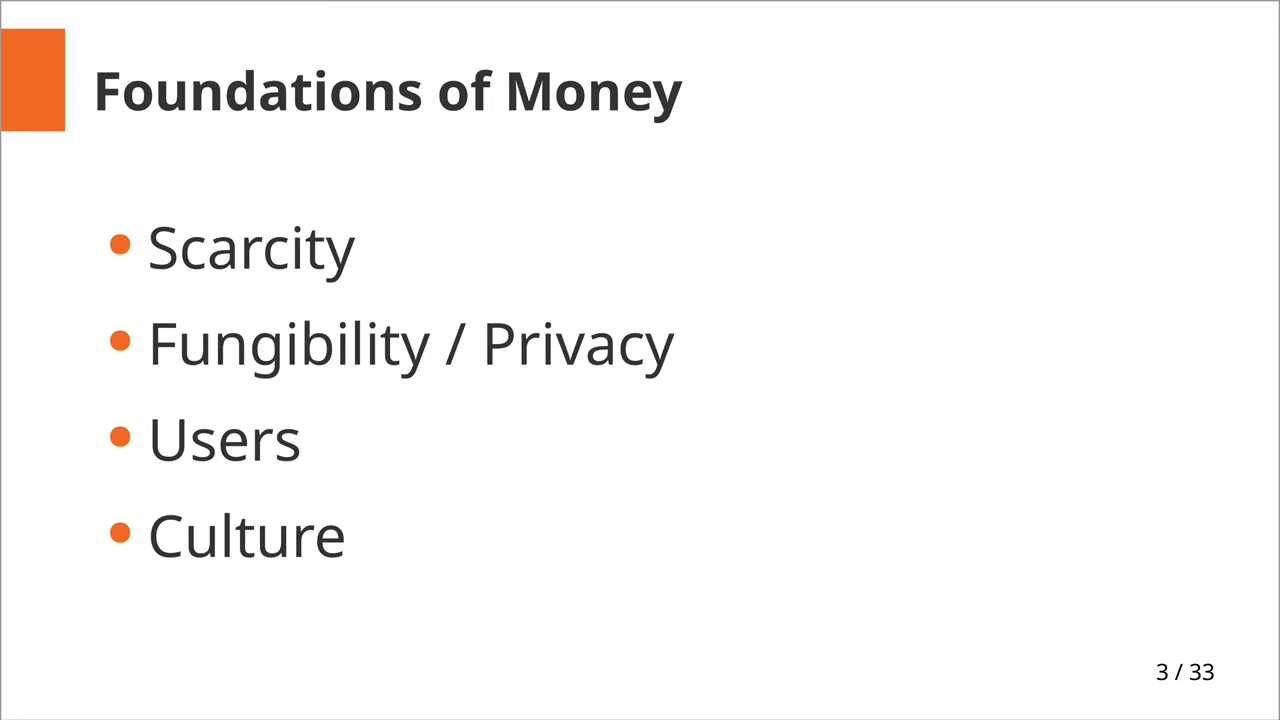 Foundations of Money
• Scarcity
• Fungibility / Privacy
• Users
• Culture
3 / 33